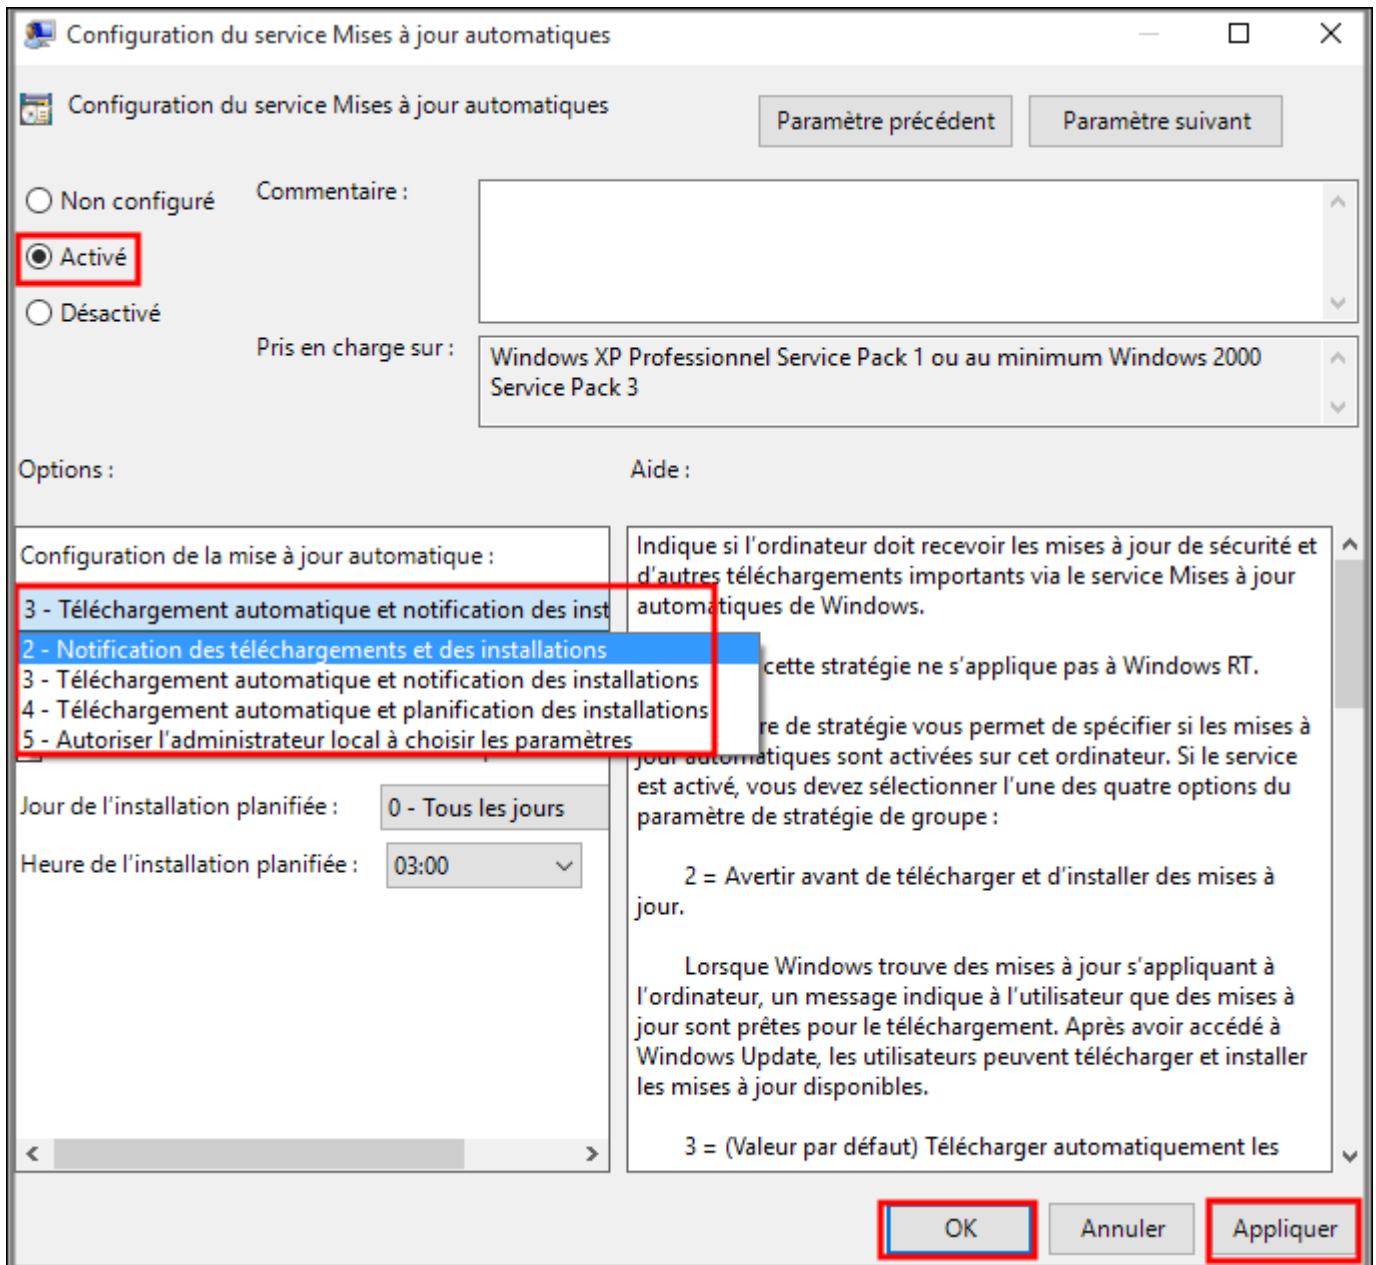 Configuration du service Mises à jour automatiques
Configuration du service Mises à jour automatiques
Paramètre précédent
Paramètre suivant
Non configuré
Commentaire :
Activé
Désactivé
Pris en charge sur :
Windows XP Professionnel Service Pack 1 ou au minimum Windows 2000
Service Pack 3
Options :
Aide :
Configuration de la mise à jour automatique :
3 - Téléchargement automatique et notification des inst
2 - Notification des téléchargements et des installations
3 - Téléchargement automatique et notification des installations
4 - Téléchargement automatique et planification des installations
5 - Autoriser l'administrateur local à choisir les paramètres
Jour de l'installation planifiée :
0 - Tous les jours
Heure de l'installation planifiée :
03:00
Indique si l'ordinateur doit recevoir les mises à jour de sécurité et
d'autres téléchargements importants via le service Mises à jour
automatiques de Windows.
cette stratégie ne s'applique pas à Windows RT.
re de stratégie vous permet de spécifier si les mises à
jour automatiques sont activées sur cet ordinateur. Si le service
est activé, vous devez sélectionner l'une des quatre options du
paramètre de stratégie de groupe :
2 = Avertir avant de télécharger et d'installer des mises à
jour.
Lorsque Windows trouve des mises à jour s'appliquant à
l'ordinateur, un message indique à l'utilisateur que des mises à
jour sont prêtes pour le téléchargement. Après avoir accédé à
Windows Update, les utilisateurs peuvent télécharger et installer
les mises à jour disponibles.
3 = (Valeur par défaut) Télécharger automatiquement les
OK
Annuler
Appliquer